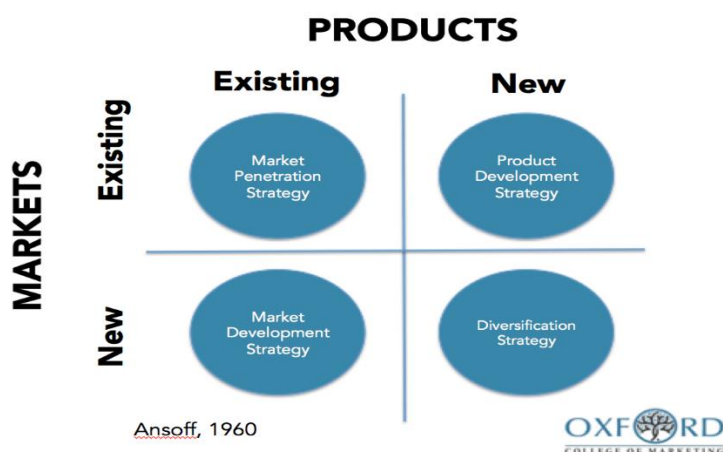 PRODUCTS
Existing
New
MARKETS
Existing
Market
Penetration
Strategy
Product
Development
Strategy
New
Market
Development
Strategy
Diversification
Strategy
Ansoff, 1960
OXFORD
COLLEGE OF MARKETING